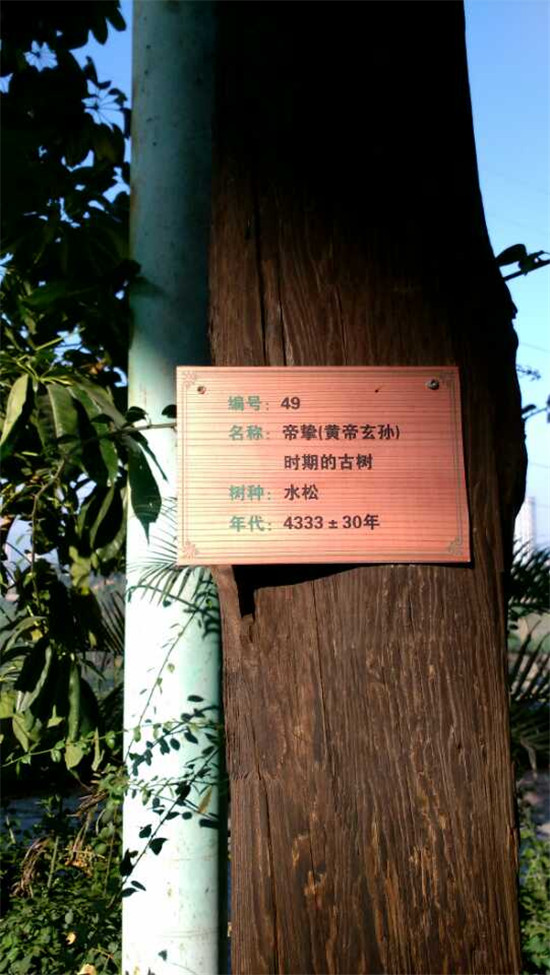 编号：49
名称：帝挚(黄帝玄孙)
时期的古树
树种：水松
年代：4333±30年